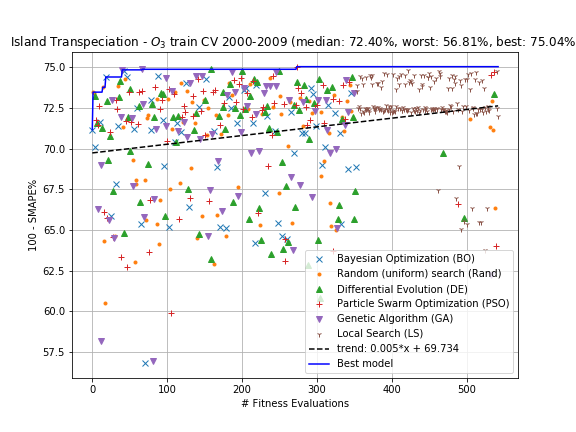 Island Transpeciation - O3 train CV 2000-2009 (median: 72.40%, worst: 56.81%, best: 75.04%
75.0
72.5
70.0
67.5
65.0
62.5
60.0
57.5
100 - SMAPE%
Bayesian Optimization (BO)
Random (uniform) search (Rand)
Differential Evolution (DE)
Particle Swarm Optimization (PSO)
Genetic Algorithm (GA)
Local Search (LS)
trend: 0.005*x + 69.734
Best model
0 100 200 300 400 500
# Fitness Evaluations